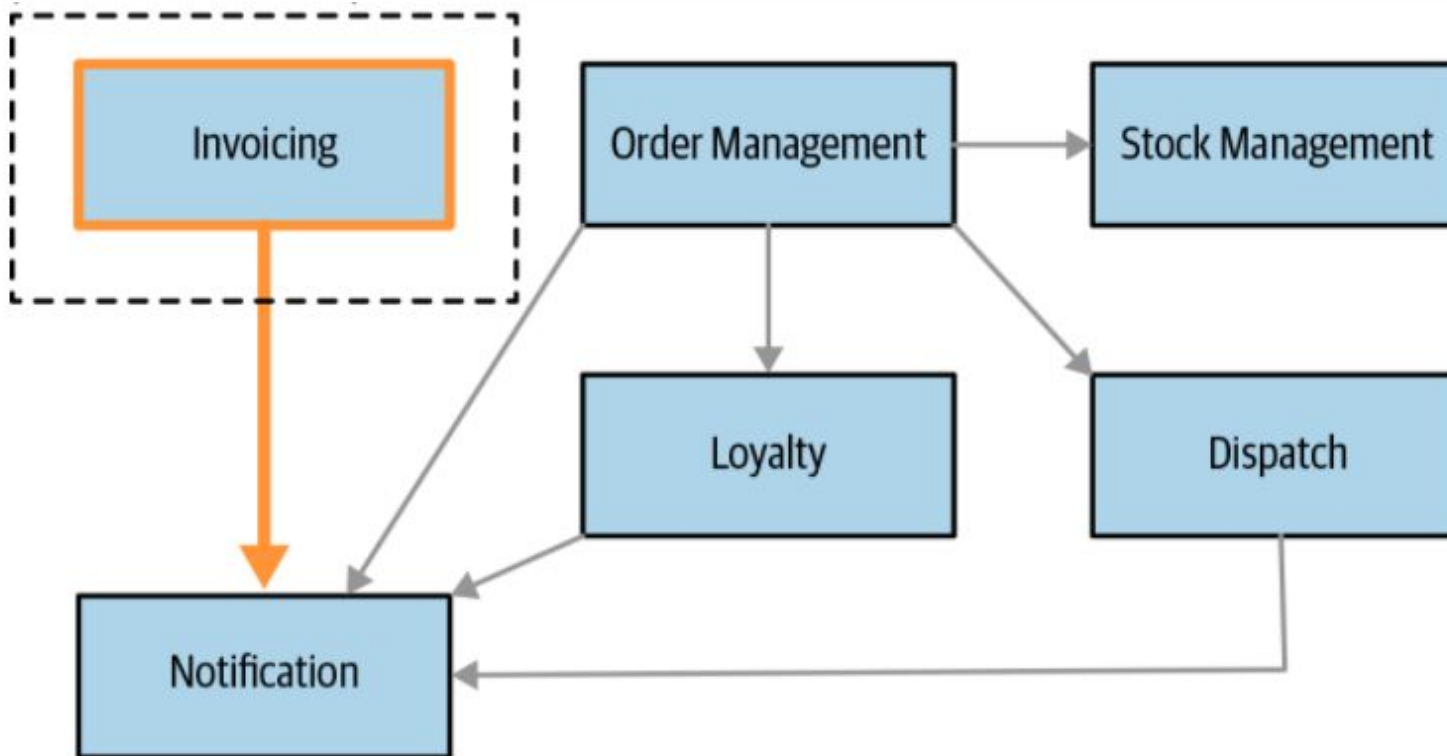 Invoicing
Order Management
Stock Management
Loyalty
Dispatch
Notification